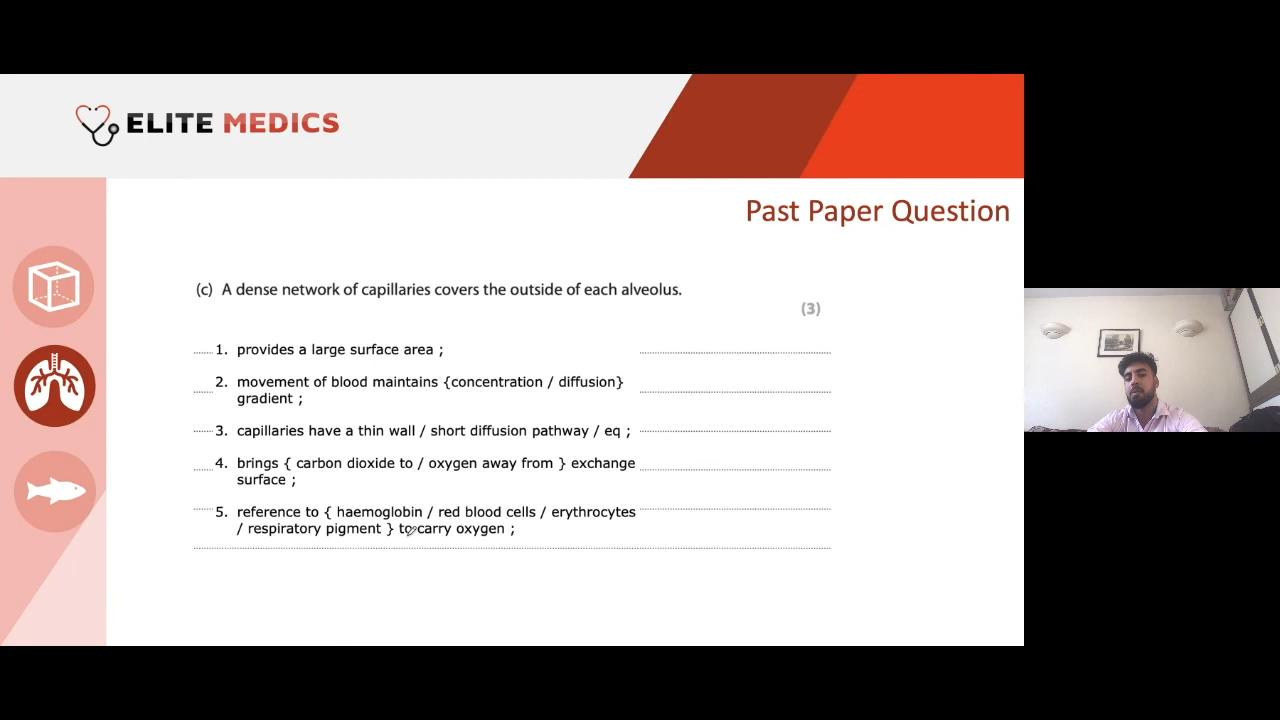 ELITE MEDICS
Past Paper Question
(c) A dense network of capillaries covers the outside of each alveolus.
(3)
1. provides a large surface area ;
2. movement of blood maintains {concentration / diffusion}
gradient ;
3. capillaries have a thin wall / short diffusion pathway / eq ;
4. brings { carbon dioxide to / oxygen away from } exchange
surface ;
5. reference to { haemoglobin / red blood cells / erythrocytes
/ respiratory pigment } to carry oxygen ;